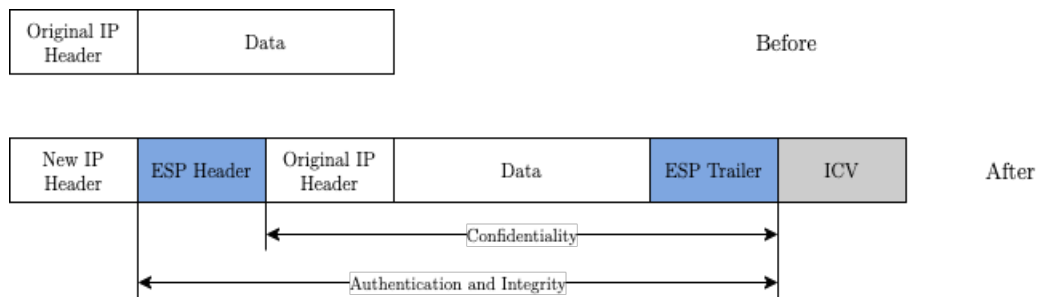 Original IP
Header
Data
Before
New IP
Header
ESP Header
Original IP
Header
Data
ESP Trailer
ICV
After
Confidentiality
Authentication and Integrity